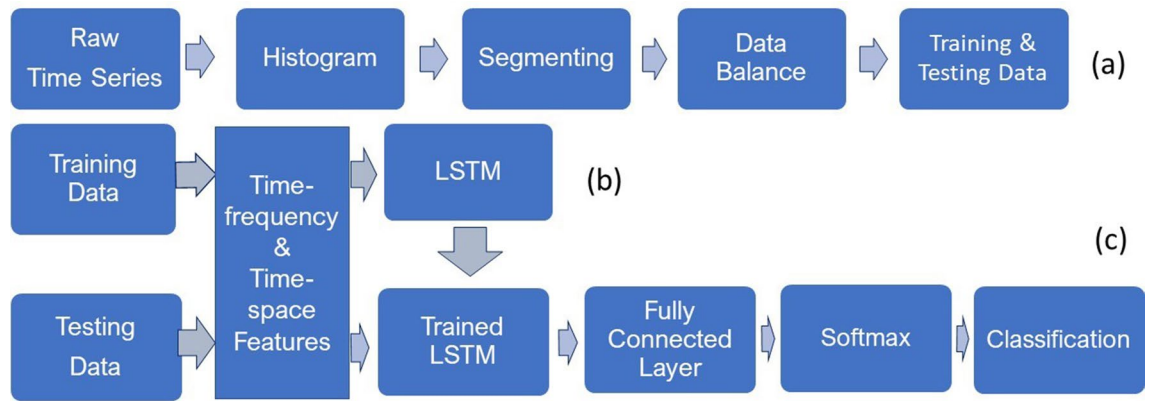 Raw
Time Series
Histogram
Segmenting
Data
Balance
Training &
Testing Data
(a)
Training
Data
Time-
frequency
&
Time-
space
Features
LSTM
(b)
(c)
Testing
Data
Trained
LSTM
Fully
Connected
Layer
Softmax
Classification